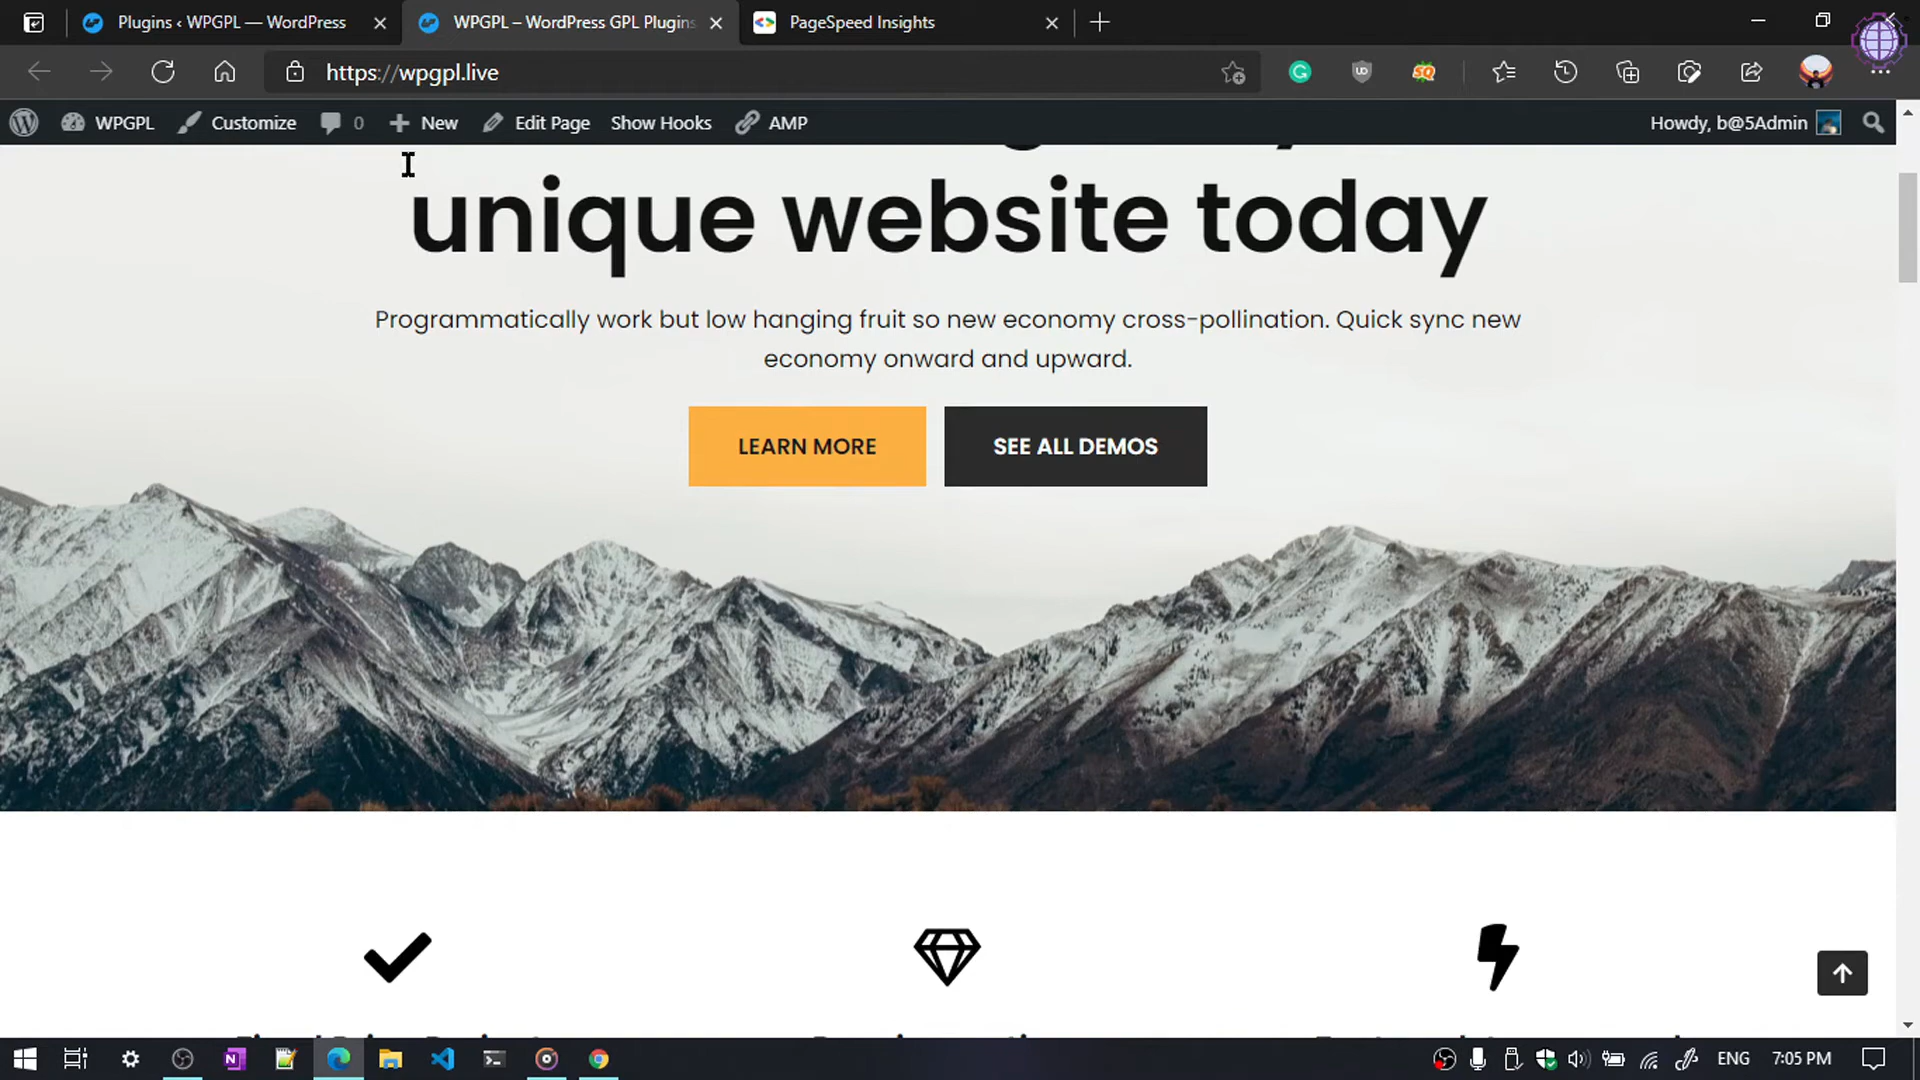 Plugins ‹ WPGPL — WordPress
WPGPL – WordPress GPL Plugins
PageSpeed Insights
https://wpgpl.live
WPGPL
Customize
0
New
Edit Page
Show Hooks
AMP
Howdy, b@5Admin
unique website today
Programmatically work but low hanging fruit so new economy cross-pollination. Quick sync new
economy onward and upward.
LEARN MORE
SEE ALL DEMOS
ENG
7:05 PM